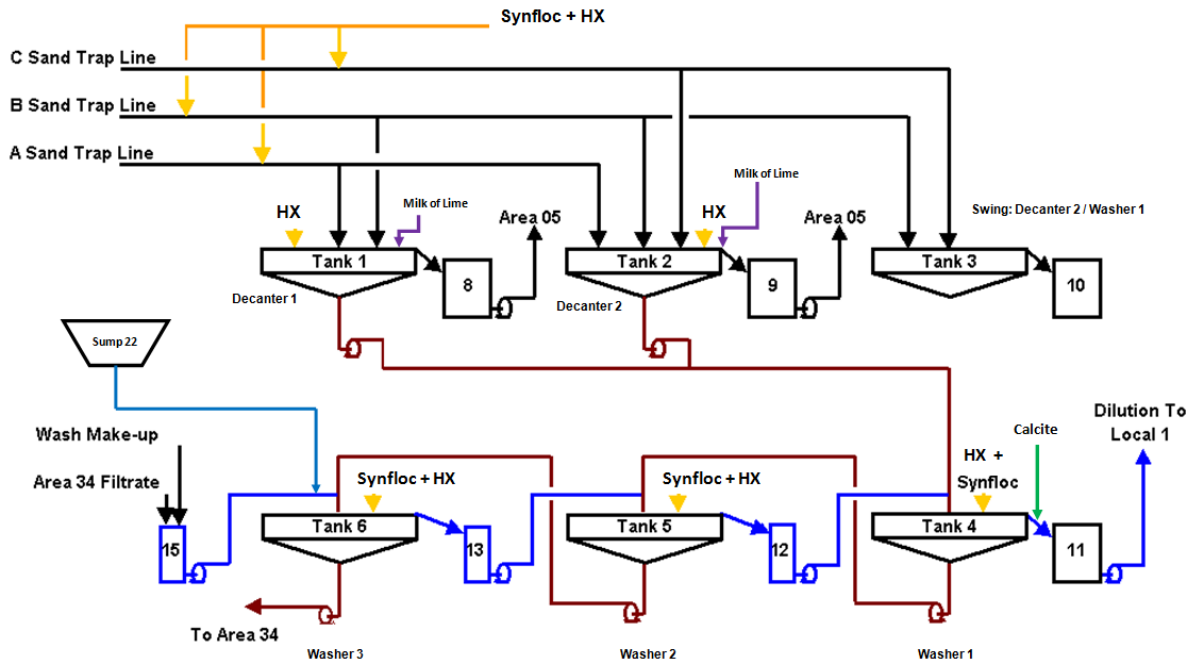 Synfloc + HX
C Sand Trap Line
B Sand Trap Line
A Sand Trap Line
HX
Milk of Lime
Area 05
HX
Milk of Lime
Area 05
Swing: Decanter 2 / Washer 1
Tank 1
8
Tank 2
9
Tank 3
10
Decanter 1
Decanter 2
Sump 22
Wash Make-up
Area 34 Filtrate
Synfloc + HX
Synfloc + HX
HX +
Synfloc
Calcite
Dilution To
Local 1
15
Tank 6
13
Tank 5
12
Tank 4
11
To Area 34
Washer 3
Washer 2
Washer 1